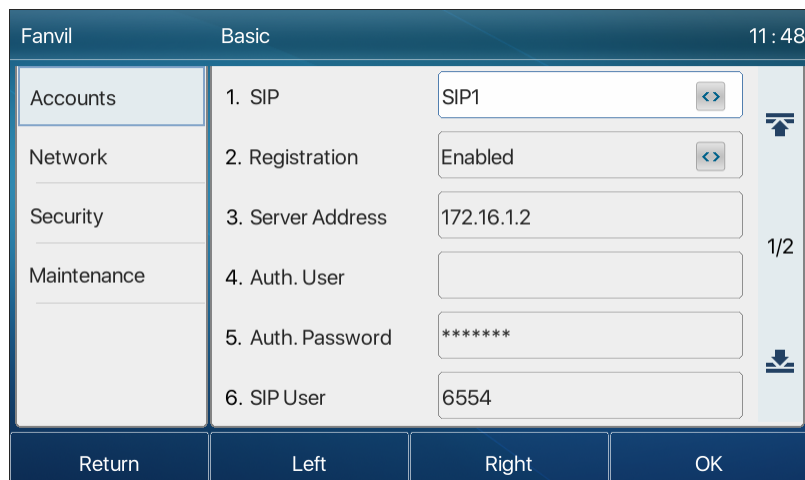 Fanvil Basic 11:48
Accounts
Network
Security
Maintenance
1. SIP SIP1
2. Registration Enabled
3. Server Address 172.16.1.2
4. Auth. User
5. Auth. Password *******
6. SIP User 6554
1/2
Return Left Right OK